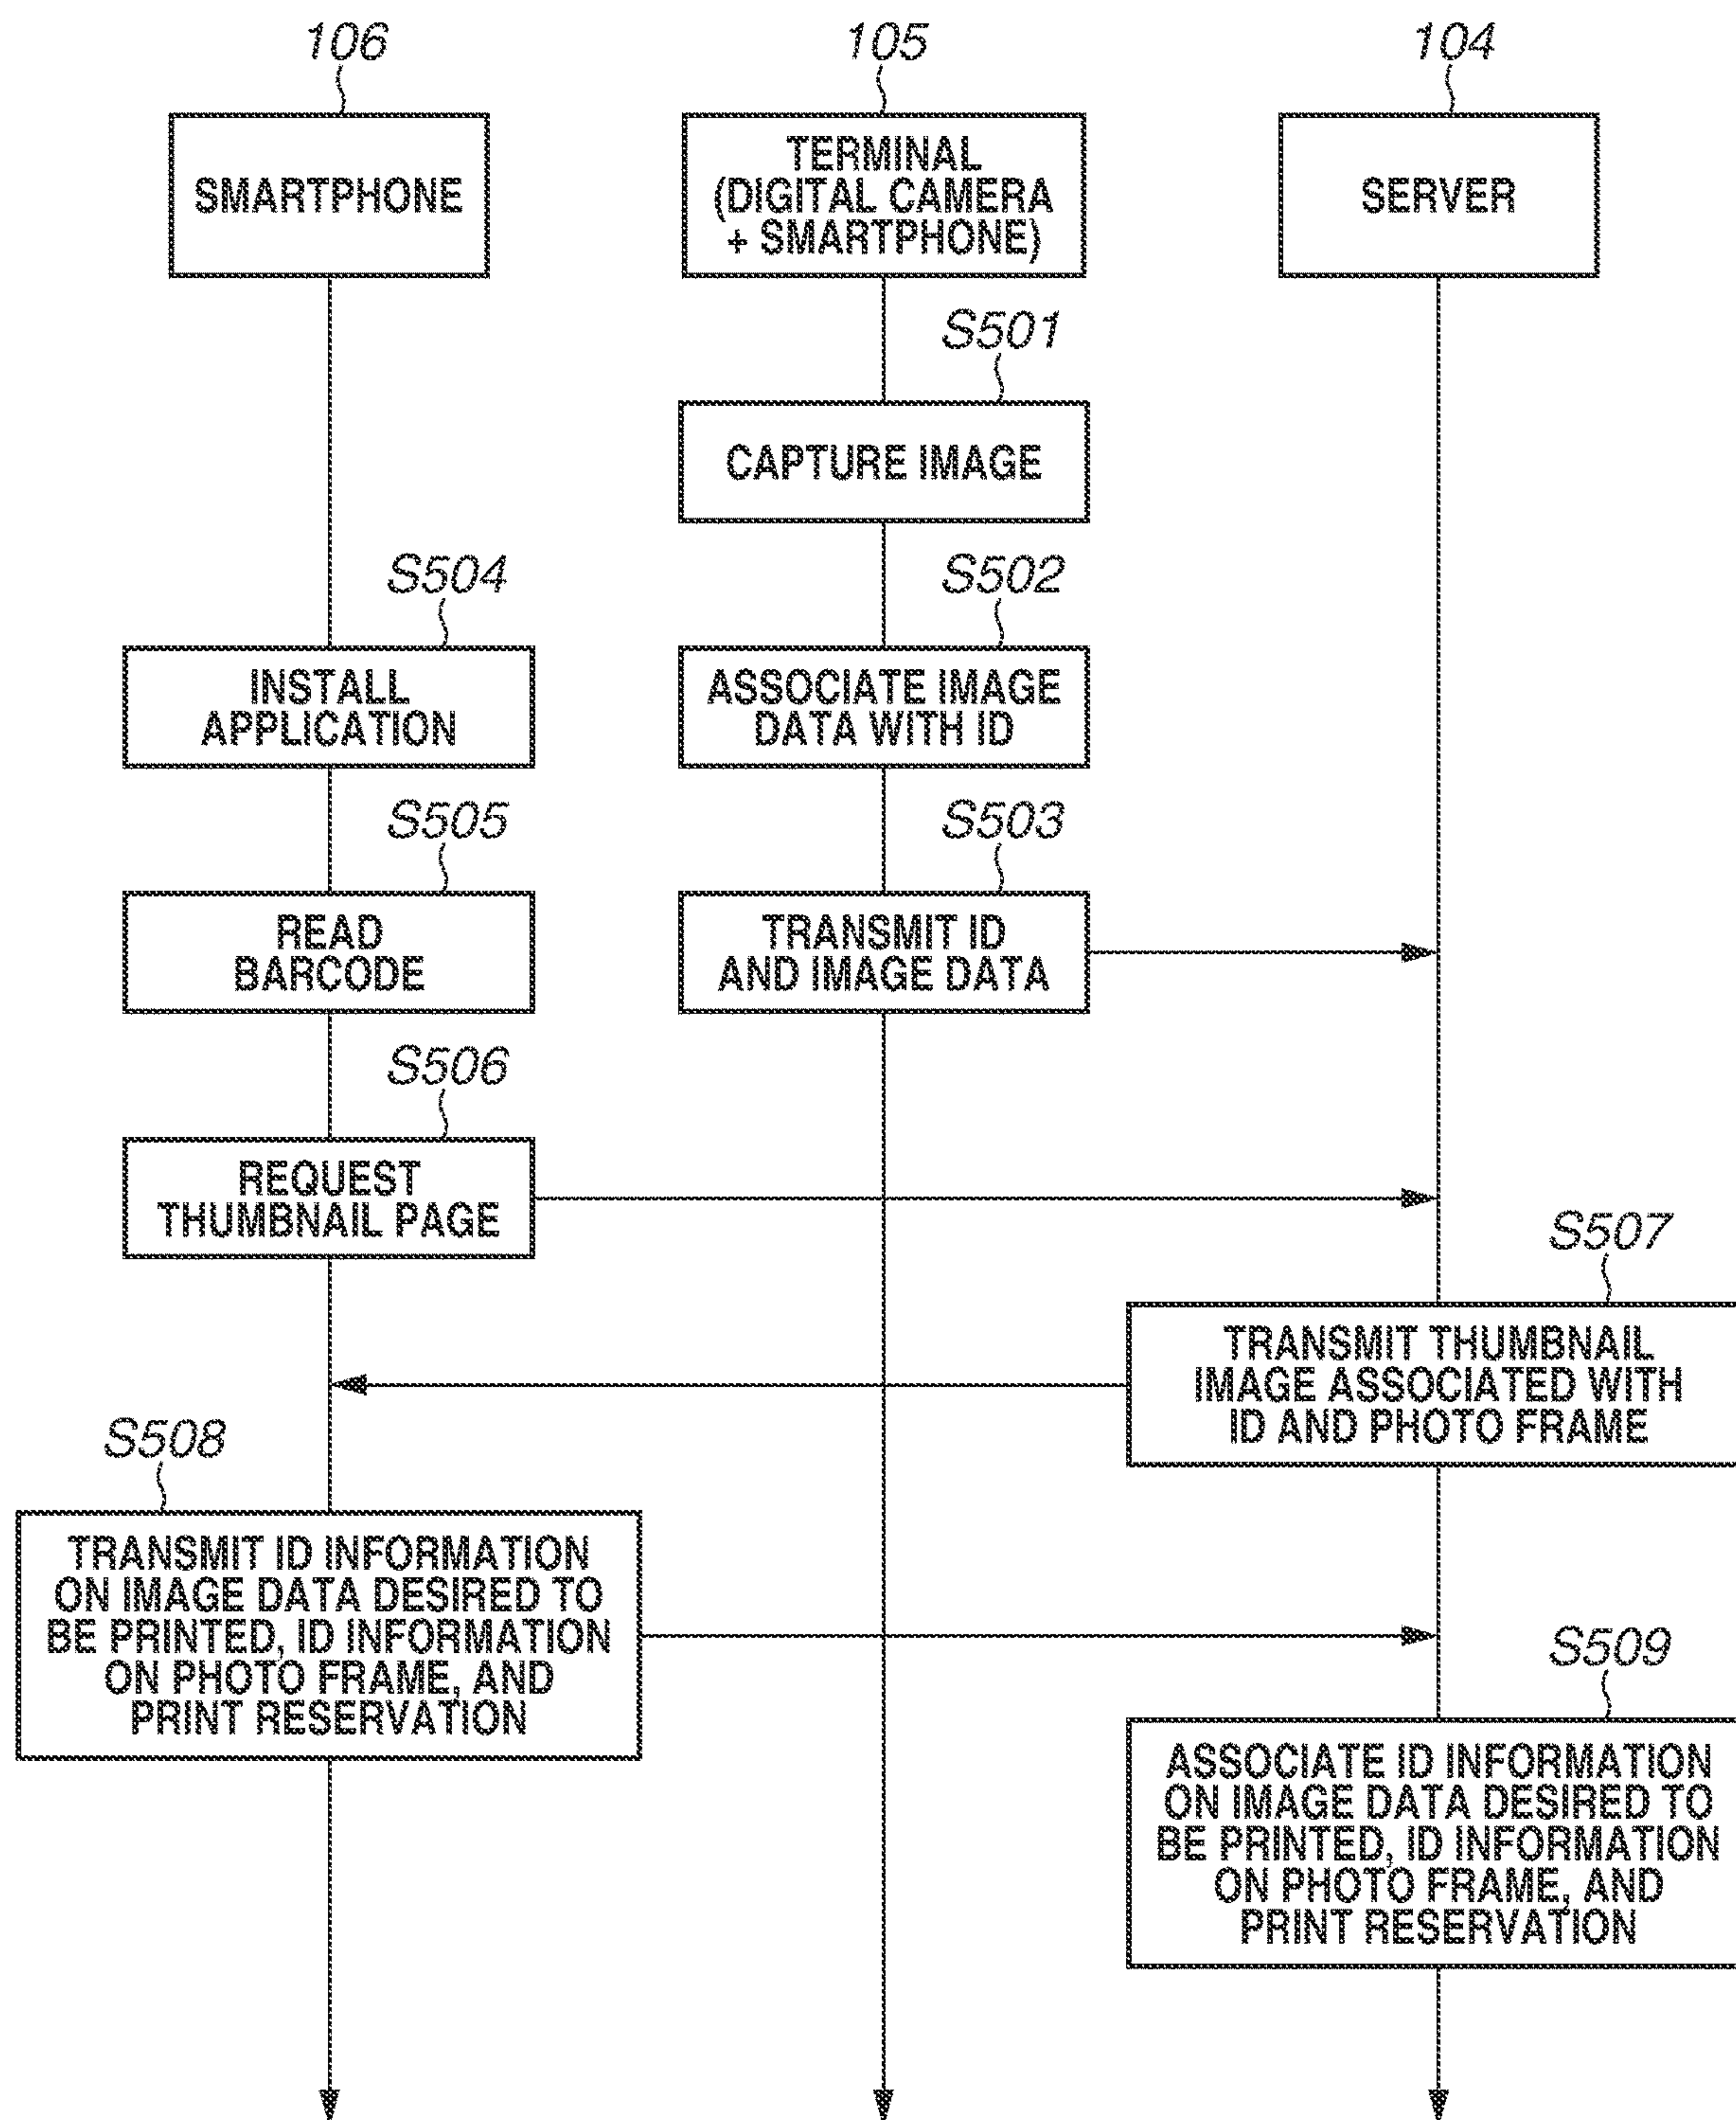 106
105
104
SMARTPHONE
TERMINAL
(DIGITAL CAMERA
+ SMARTPHONE)
SERVER
S501
CAPTURE IMAGE
S504
S502
INSTALL
APPLICATION
ASSOCIATE IMAGE
DATA WITH ID
S505
S503
READ
BARCODE
TRANSMIT ID
AND IMAGE DATA
S506
REQUEST
THUMBNAIL PAGE
S507
TRANSMIT THUMBNAIL
IMAGE ASSOCIATED WITH
ID AND PHOTO FRAME
S508
TRANSMIT ID INFORMATION
ON IMAGE DATA DESIRED TO
BE PRINTED, ID INFORMATION
ON PHOTO FRAME, AND
PRINT RESERVATION
S509
ASSOCIATE ID INFORMATION
ON IMAGE DATA DESIRED TO
BE PRINTED, ID INFORMATION
ON PHOTO FRAME, AND
PRINT RESERVATION